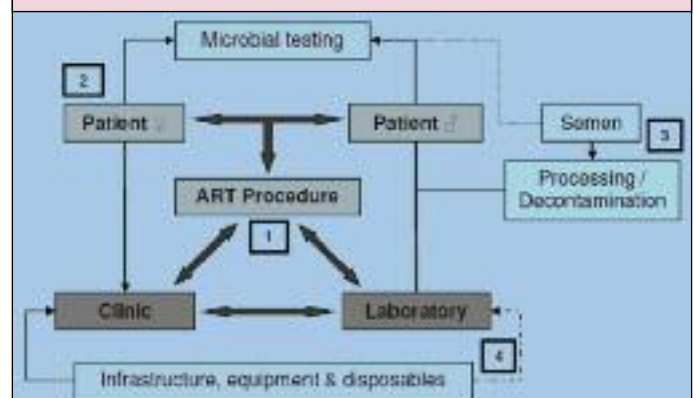 Microbial testing
2
Patient ♀
Patient ♂
Semen
3
Processing /
Decontamination
ART Procedure
1
Clinic
Laboratory
4
Infrastructure, equipment & disposables